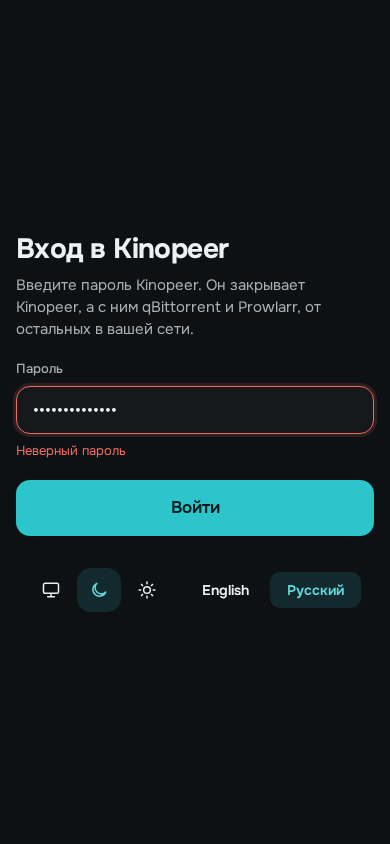 Вход в Kinopeer
Введите пароль Kinopeer. Он закрывает
Kinopeer, а с ним qBittorrent и Prowlarr, от
остальных в вашей сети.
Пароль
••••••••••••••
Неверный пароль
Войти
English Русский